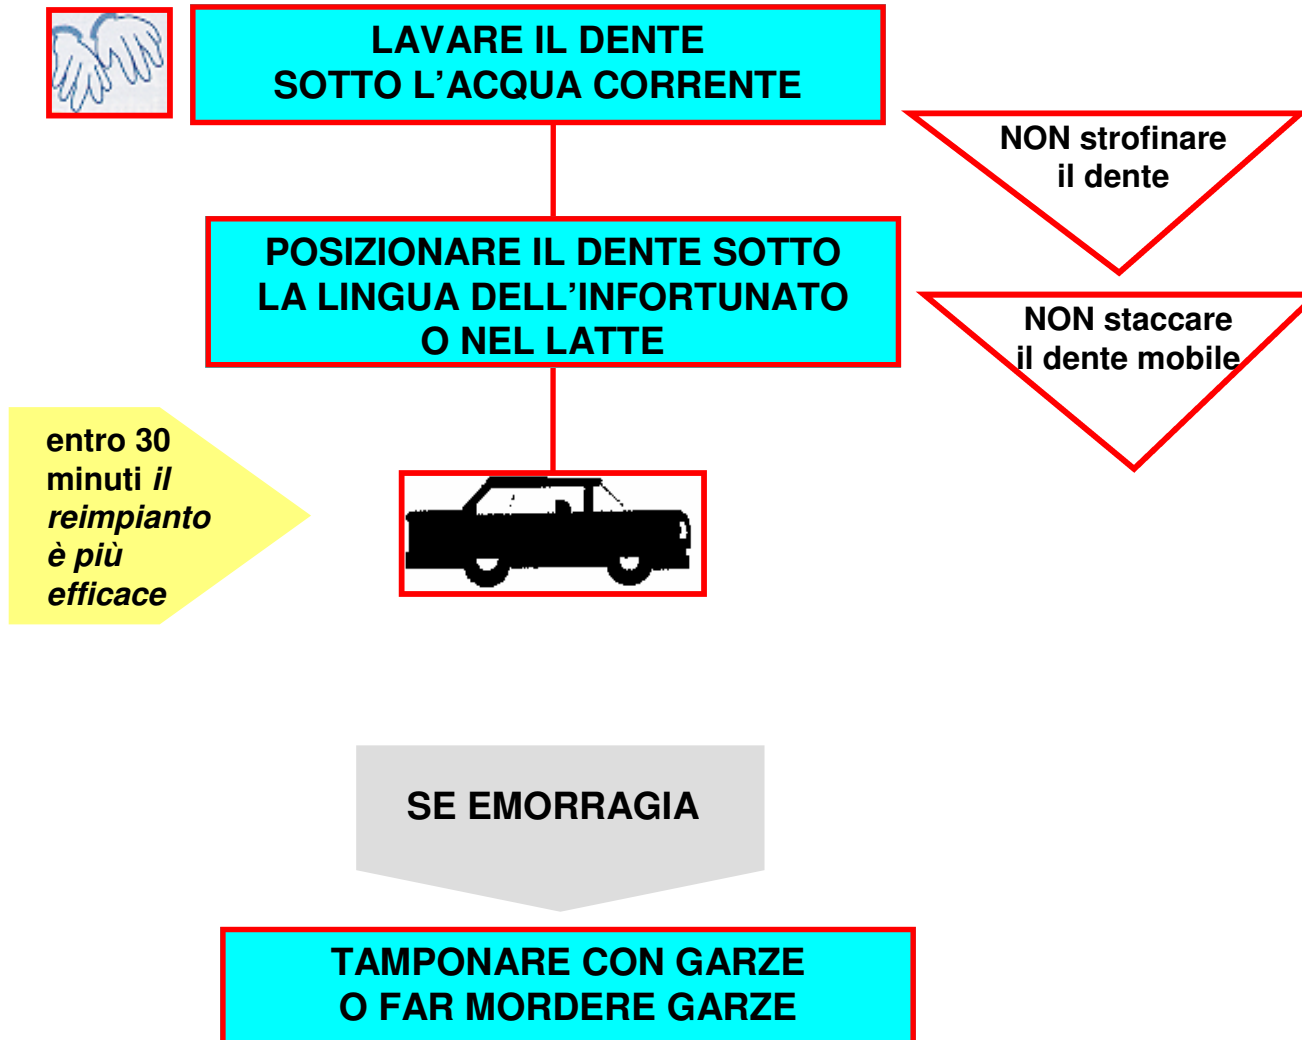 LAVARE IL DENTE
SOTTO L'ACQUA CORRENTE
NON strofinare
il dente
POSIZIONARE IL DENTE SOTTO
LA LINGUA DELL'INFORTUNATO
O NEL LATTE
NON staccare
il dente mobile
entro 30
minuti il
reimpianto
è più
efficace
SE EMORRAGIA
TAMPONARE CON GARZE
O FAR MORDERE GARZE